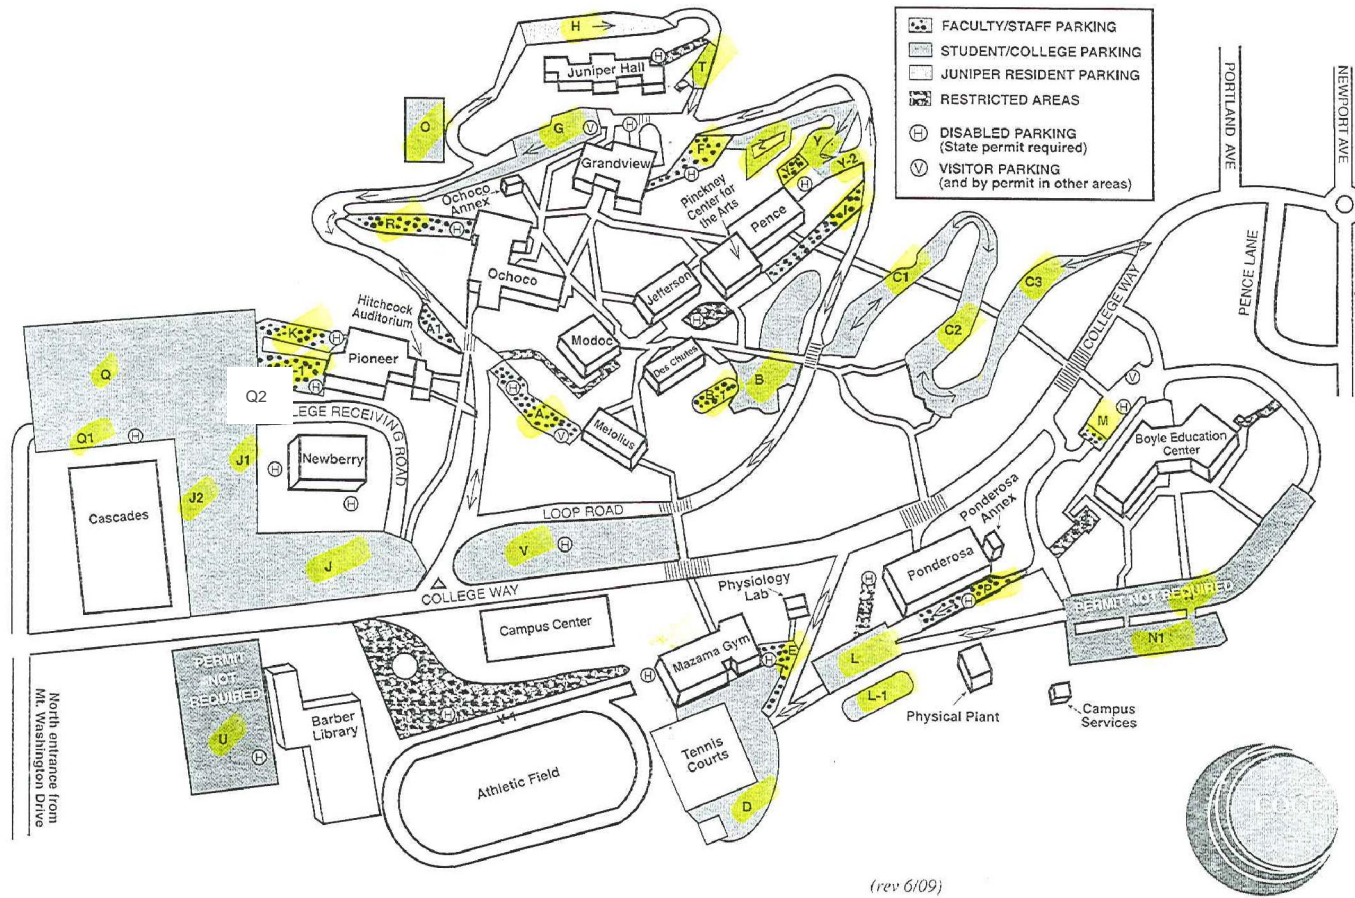 FACULTY/STAFF PARKING
STUDENT/COLLEGE PARKING
JUNIPER RESIDENT PARKING
RESTRICTED AREAS
H DISABLED PARKING
(State permit required)
V VISITOR PARKING
(and by permit in other areas)
PORTLAND AVE
NEWPORT AVE
PENCE LANE
COLLEGE WAY
H
Juniper Hall
H
T
O
G
V
H
Grandview
F
H
Y
Y-2
H
Ochoco
Annex
Pinckney
Center for
the Arts
Pence
R
H
Ochoco
Jefferson
H
C1
C2
C3
Hitchcock
Auditorium
A1
K
H
Pioneer
H
Modoc
Des Chutes
B
H
A
V
Metolius
Q
Q2
Q1
H
J1
H
Newberry
H
J2
J
COLLEGE WAY
Cascades
LOOP ROAD
V
H
V
H
M
Boyle Education
Center
Ponderosa
Annex
Ponderosa
H
P
H
Physiology
Lab
Campus Center
Mazama Gym
H
H
E
L
L-1
PERMIT NOT REQUIRED
N1
Physical Plant
Campus
Services
PERMIT
NOT
REQUIRED
U
H
Barber
Library
H
Athletic Field
Tennis
Courts
D
North entrance from
Mt. Washington Drive
(rev 6/09)